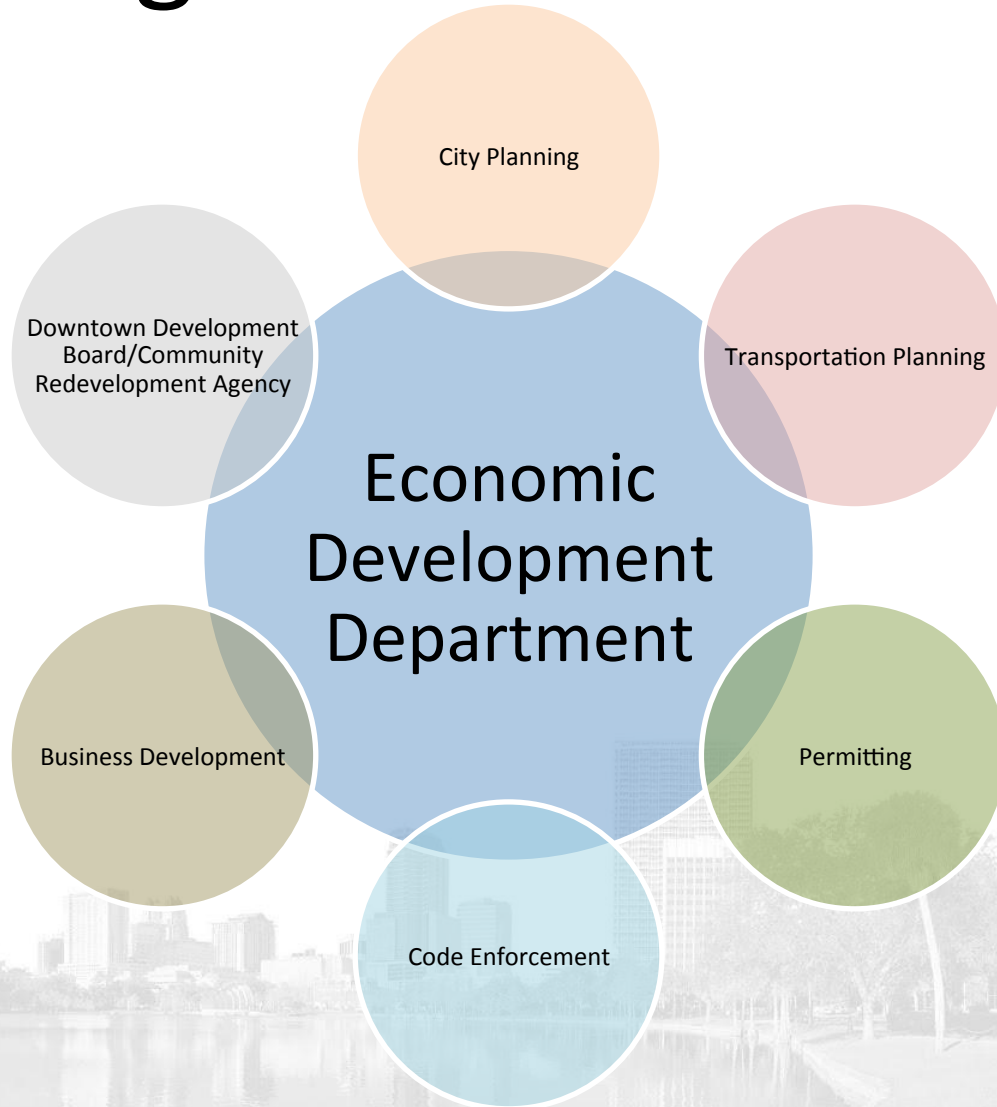 City Planning
Downtown Development
Board/Community
Redevelopment Agency
Transportation Planning
Economic
Development
Department
Business Development
Permitting
Code Enforcement